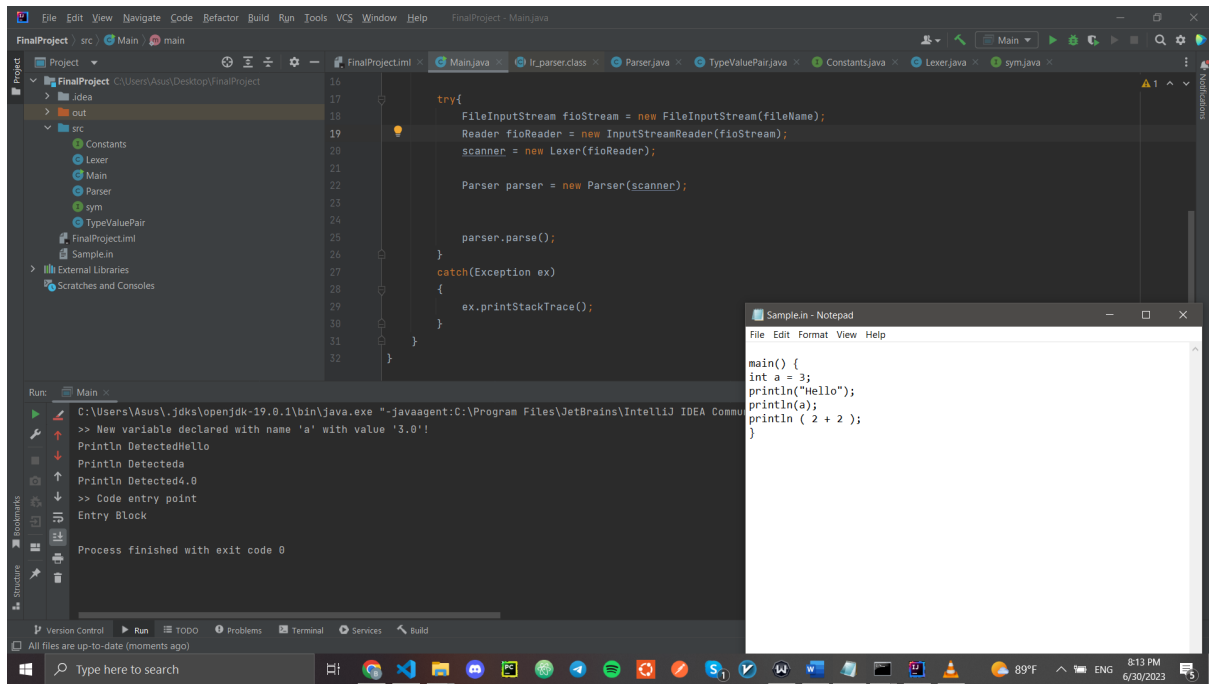 File Edit View Navigate Code Refactor Build Run Tools VCS Window Help FinalProject - Main.java
FinalProject src Main main
Main
Project
Project
FinalProject C:\Users\Asus\Desktop\FinalProject
.idea
out
src
Constants
Lexer
Main
Parser
sym
TypeValuePair
FinalProject.iml
Sample.in
External Libraries
Scratches and Consoles
FinalProject.iml Main.java lr_parser.class Parser.java TypeValuePair.java Constants.java Lexer.java sym.java
Notifications
1
16
17 try{
18 FileInputStream fioStream = new FileInputStream(fileName);
19 Reader fioReader = new InputStreamReader(fioStream);
20 scanner = new Lexer(fioReader);
21
22 Parser parser = new Parser(scanner);
23
24
25 parser.parse();
26 }
27 catch(Exception ex)
28 {
29 ex.printStackTrace();
30 }
31 }
32 }
Run: Main
C:\Users\Asus\.jdks\openjdk-19.0.1\bin\java.exe "-javaagent:C:\Program Files\JetBrains\IntelliJ IDEA Commu
>> New variable declared with name 'a' with value '3.0'!
Println DetectedHello
Println Detecteda
Println Detected4.0
>> Code entry point
Entry Block
Process finished with exit code 0
Bookmarks
Structure
Sample.in - Notepad
File Edit Format View Help
main() {
int a = 3;
println("Hello");
println(a);
println ( 2 + 2 );
}
Version Control Run TODO Problems Terminal Services Build
All files are up-to-date (moments ago)
Type here to search
89°F ENG
8:13 PM
6/30/2023
5